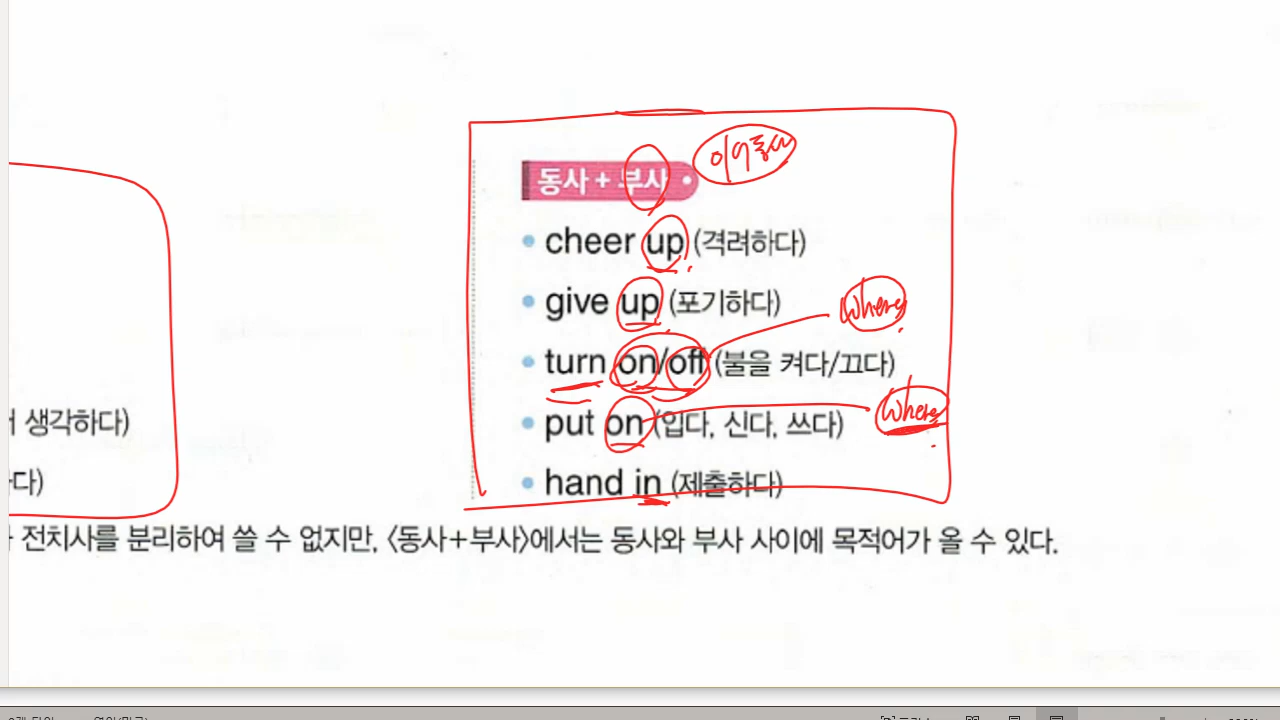 동사 + 부사 •
이어동사
• cheer up (격려하다)
• give up (포기하다)
where
• turn on/off (불을 켜다/끄다)
생각하다)
• put on (입다, 신다, 쓰다)
where
다)
• hand in (제출하다)
전치사를 분리하여 쓸 수 없지만, 〈동사+부사〉에서는 동사와 부사 사이에 목적어가 올 수 있다.